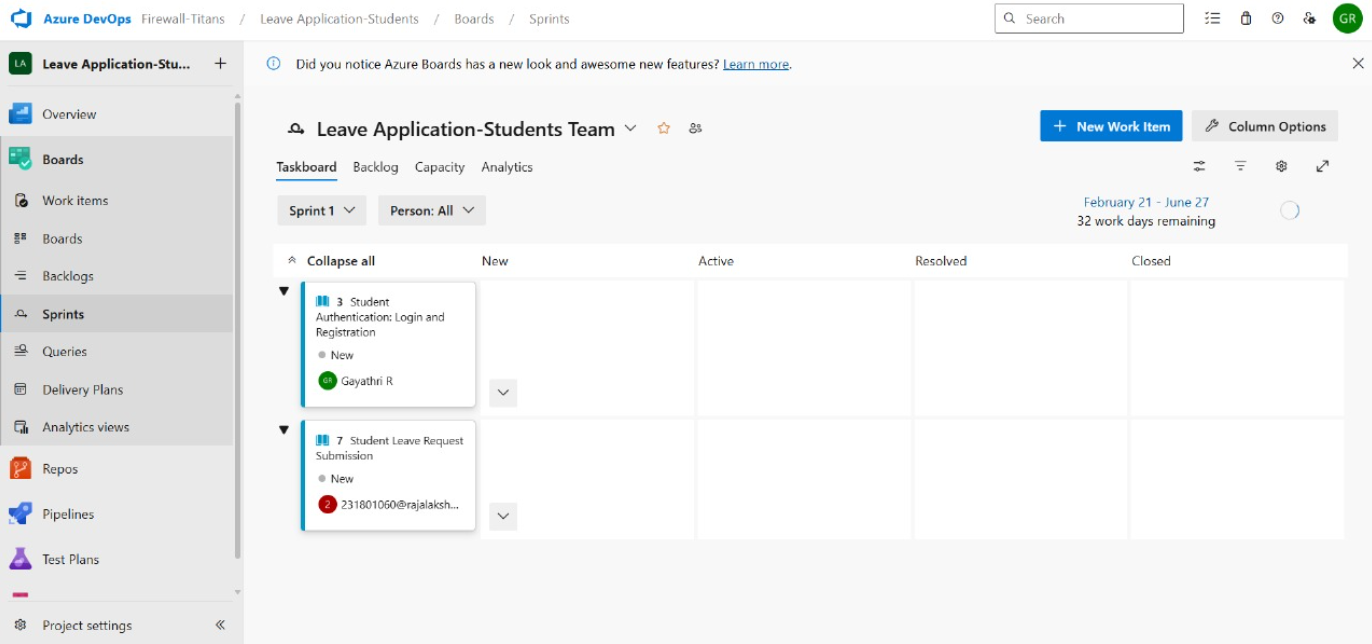 Azure DevOps Firewall-Titans / Leave Application-Students / Boards / Sprints
Search
GR
LA Leave Application-Stu... +
Did you notice Azure Boards has a new look and awesome new features? Learn more.
Overview
Boards
Work items
Boards
Backlogs
Sprints
Queries
Delivery Plans
Analytics views
Repos
Pipelines
Test Plans
Project settings
Leave Application-Students Team
+ New Work Item
Column Options
Taskboard Backlog Capacity Analytics
Sprint 1
Person: All
February 21 - June 27
32 work days remaining
Collapse all New Active Resolved Closed
3 Student
Authentication: Login and
Registration
New
GR Gayathri R
7 Student Leave Request
Submission
New
2 231801060@rajalaksh...